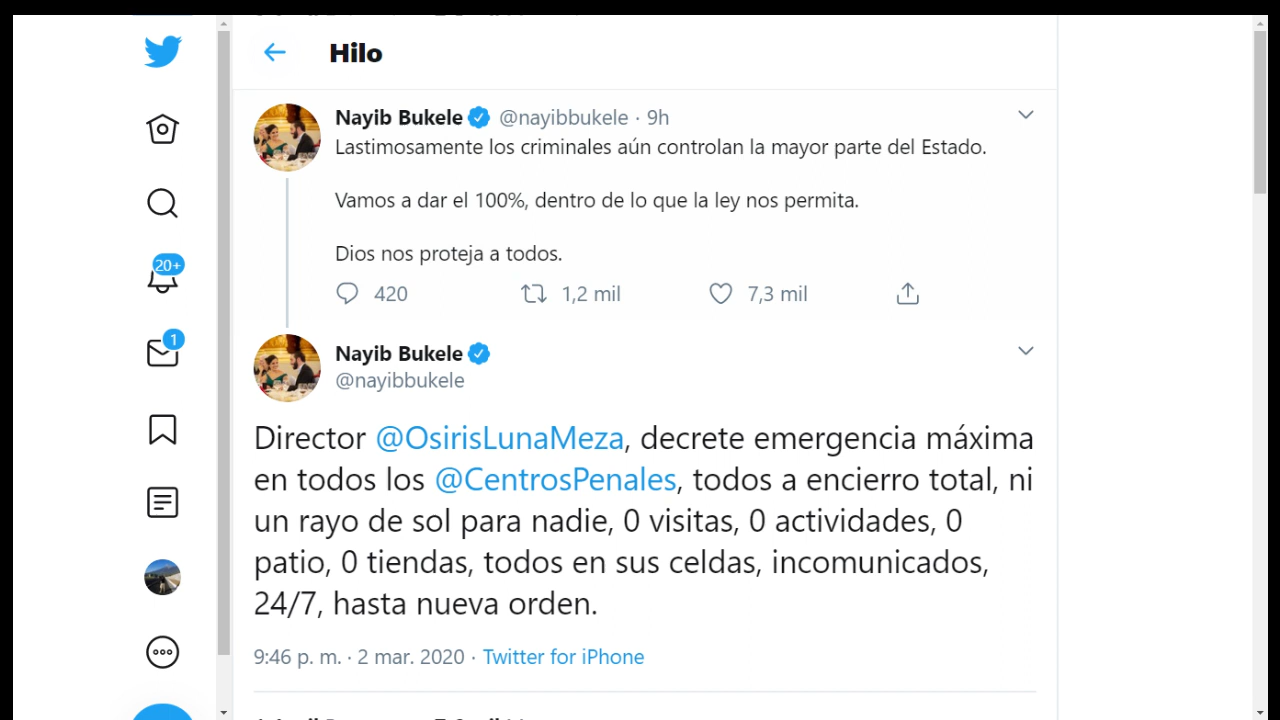 Hilo
Nayib Bukele @nayibbukele · 9h
Lastimosamente los criminales aún controlan la mayor parte del Estado.
Vamos a dar el 100%, dentro de lo que la ley nos permita.
Dios nos proteja a todos.
420 1,2 mil 7,3 mil
20+
1
Nayib Bukele
@nayibbukele
Director @OsirisLunaMeza, decrete emergencia máxima
en todos los @CentrosPenales, todos a encierro total, ni
un rayo de sol para nadie, 0 visitas, 0 actividades, 0
patio, 0 tiendas, todos en sus celdas, incomunicados,
24/7, hasta nueva orden.
9:46 p. m. · 2 mar. 2020 · Twitter for iPhone